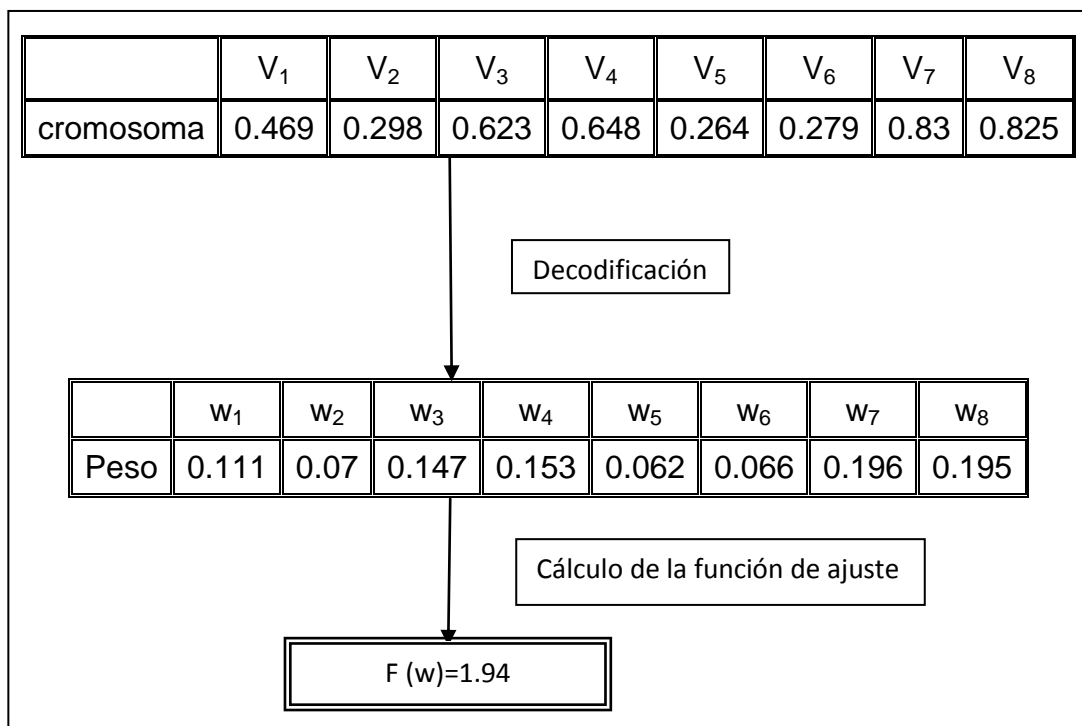 V₁ V₂ V₃ V₄ V₅ V₆ V₇ V₈
cromosoma 0.469 0.298 0.623 0.648 0.264 0.279 0.83 0.825
Decodificación
w₁ w₂ w₃ w₄ w₅ w₆ w₇ w₈
Peso 0.111 0.07 0.147 0.153 0.062 0.066 0.196 0.195
Cálculo de la función de ajuste
F (w)=1.94